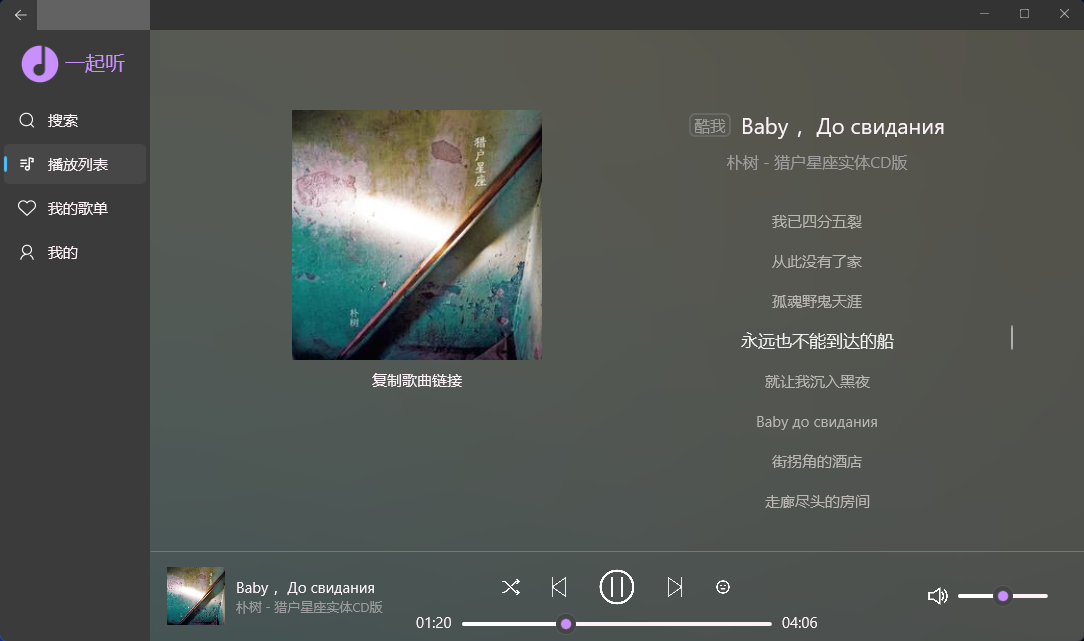 一起听
搜索
播放列表
我的歌单
我的
猎户星座
朴树
复制歌曲链接
酷我 Baby ，До свидания
朴树 - 猎户星座实体CD版
我已四分五裂
从此没有了家
孤魂野鬼天涯
永远也不能到达的船
就让我沉入黑夜
Baby до свидания
街拐角的酒店
走廊尽头的房间
Baby ，До свидания
朴树 - 猎户星座实体CD版
01:20
04:06